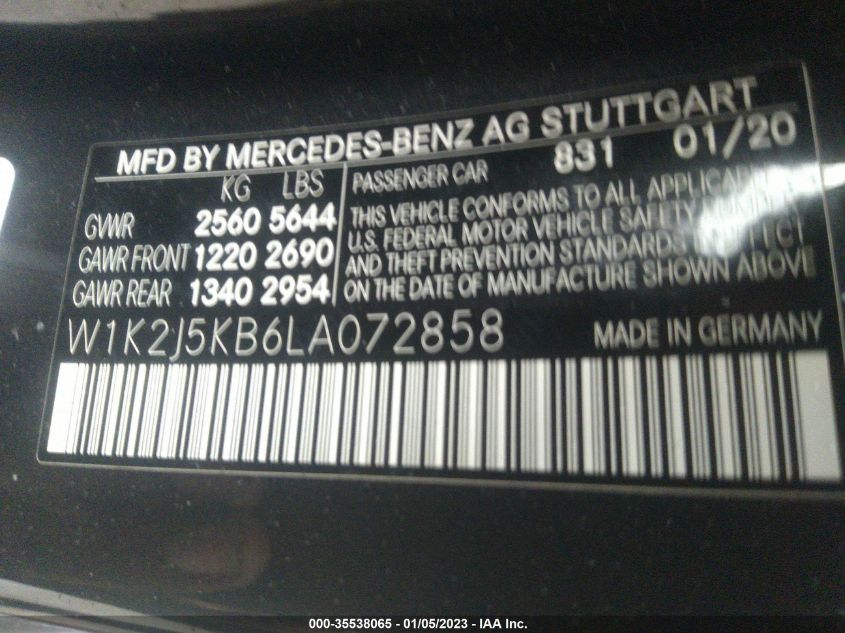 MFD BY MERCEDES-BENZ AG STUTTGART
831 01/20
KG LBS
GVWR 2560 5644
GAWR FRONT 1220 2690
GAWR REAR 1340 2954
PASSENGER CAR
THIS VEHICLE CONFORMS TO ALL
U.S. FEDERAL MOTOR VEHICLE SAFETY
AND THEFT PREVENTION STANDARDS IN EFFECT
ON THE DATE OF MANUFACTURE SHOWN ABOVE
W1K2J5KB6LA072858
MADE IN GERMANY
000-35538065 - 01/05/2023 - IAA Inc.